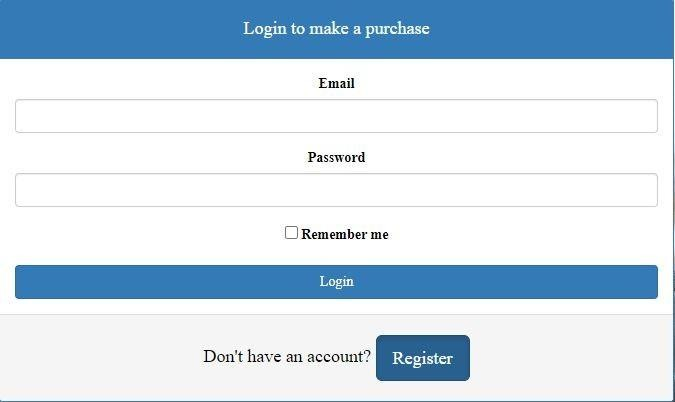 Login to make a purchase
Email
Password
Remember me
Login
Don't have an account? Register